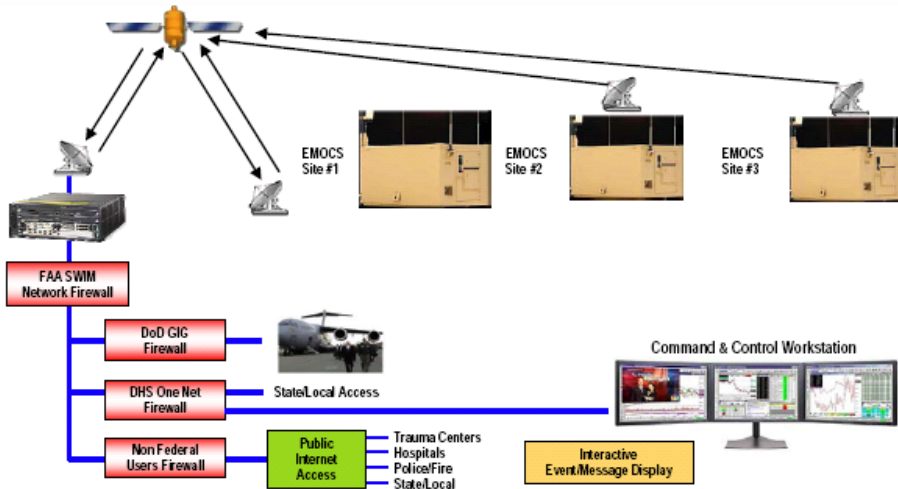 EMOCS
Site #1
EMOCS
Site #2
EMOCS
Site #3
FAA SWIM
Network Firewall
DoD GIG
Firewall
DHS One Net
Firewall
State/Local Access
Non Federal
Users Firewall
Public
Internet
Access
Trauma Centers
Hospitals
Police/Fire
State/Local
Command & Control Workstation
Interactive
Event/Message Display